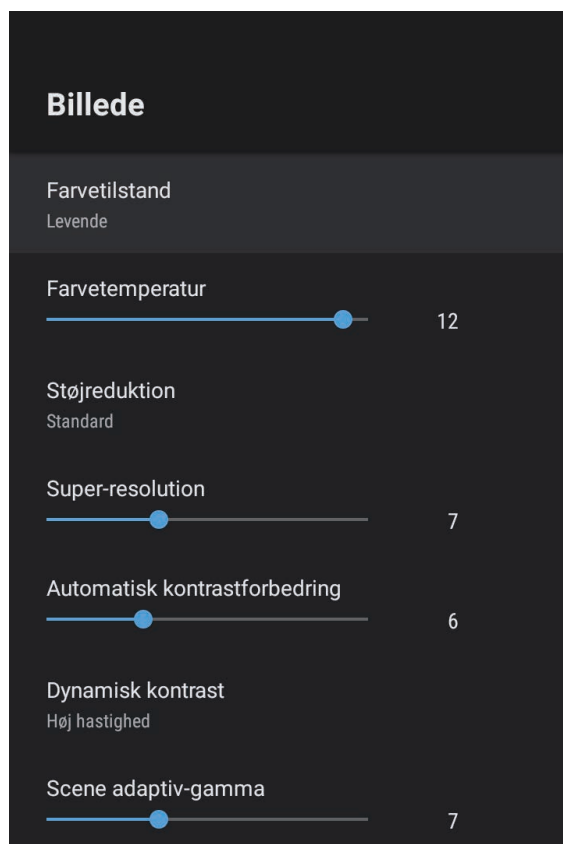 Billede
Farvetilstand
Levende
Farvetemperatur
12
Støjreduktion
Standard
Super-resolution
7
Automatisk kontrastforbedring
6
Dynamisk kontrast
Høj hastighed
Scene adaptiv-gamma
7